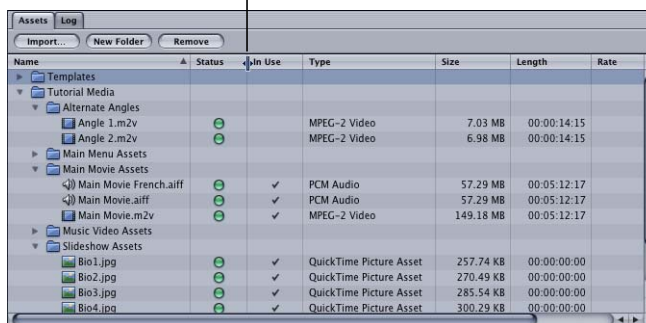 Assets Log
Import... New Folder Remove
Name Status In Use Type Size Length Rate
Templates
Tutorial Media
Alternate Angles
Angle 1.m2v MPEG-2 Video 7.03 MB 00:00:14:15
Angle 2.m2v MPEG-2 Video 6.98 MB 00:00:14:15
Main Menu Assets
Main Movie Assets
Main Movie French.aiff PCM Audio 57.29 MB 00:05:12:17
Main Movie.aiff PCM Audio 57.29 MB 00:05:12:17
Main Movie.m2v MPEG-2 Video 149.18 MB 00:05:12:17
Music Video Assets
Slideshow Assets
Bio1.jpg QuickTime Picture Asset 257.74 KB 00:00:00:00
Bio2.jpg QuickTime Picture Asset 270.49 KB 00:00:00:00
Bio3.jpg QuickTime Picture Asset 285.54 KB 00:00:00:00
Bio4.jpg QuickTime Picture Asset 300.29 KB 00:00:00:00